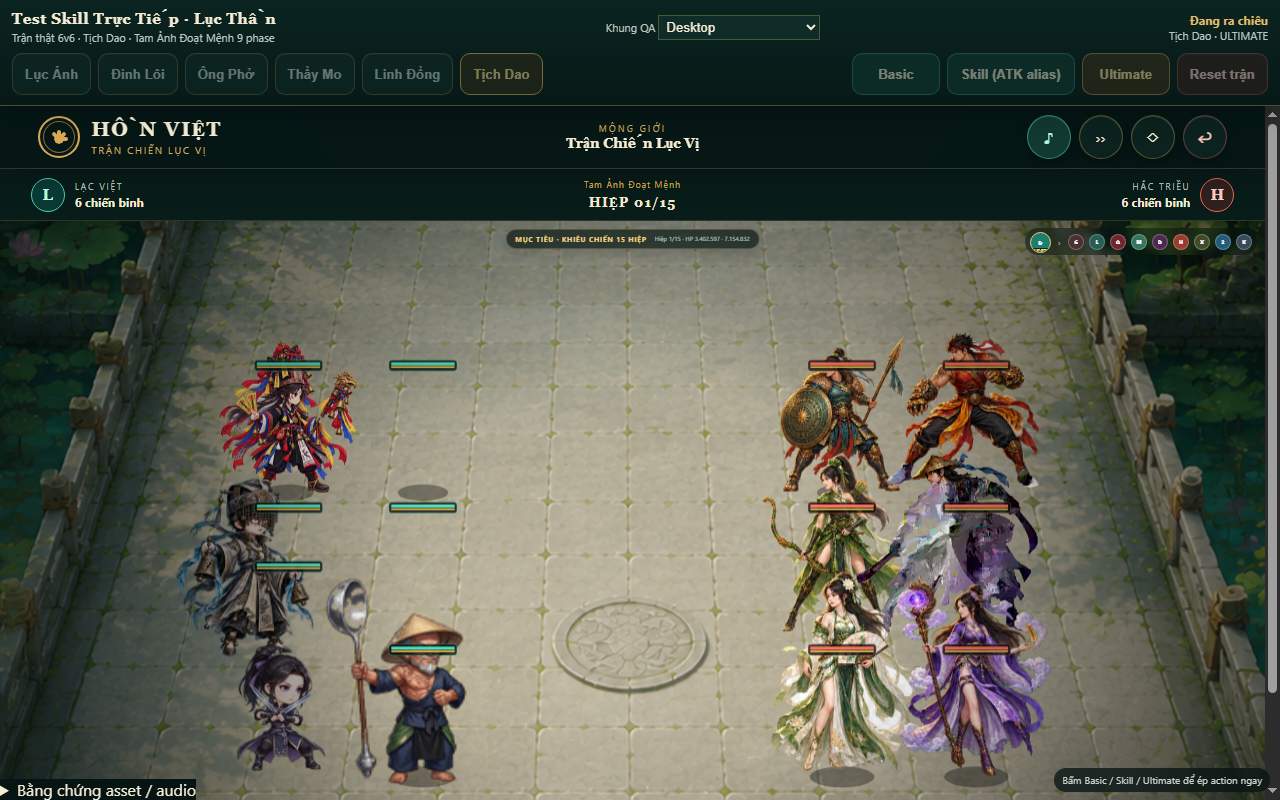 Test Skill Trực Tiếp - Lục Thần
Trận thật 6v6 · Tịch Dao · Tam Ảnh Đoạt Mệnh 9 phase
Khung QA Desktop
Đang ra chiêu
Tịch Dao · ULTIMATE
Lục Ảnh
Đinh Lôi
Ông Phở
Thầy Mo
Linh Đồng
Tịch Dao
Basic
Skill (ATK alias)
Ultimate
Reset trận
HỒN VIỆT
TRẬN CHIẾN LỤC VỊ
MỘNG GIỚI
Trận Chiến Lục Vị
L
LẠC VIỆT
6 chiến binh
Tam Ảnh Đoạt Mệnh
HIỆP 01/15
HẮC TRIỀU
6 chiến binh
H
MỤC TIÊU · KHIÊU CHIẾN 15 HIỆP
Bấm Basic / Skill / Ultimate để ép action ngay
Bằng chứng asset / audio